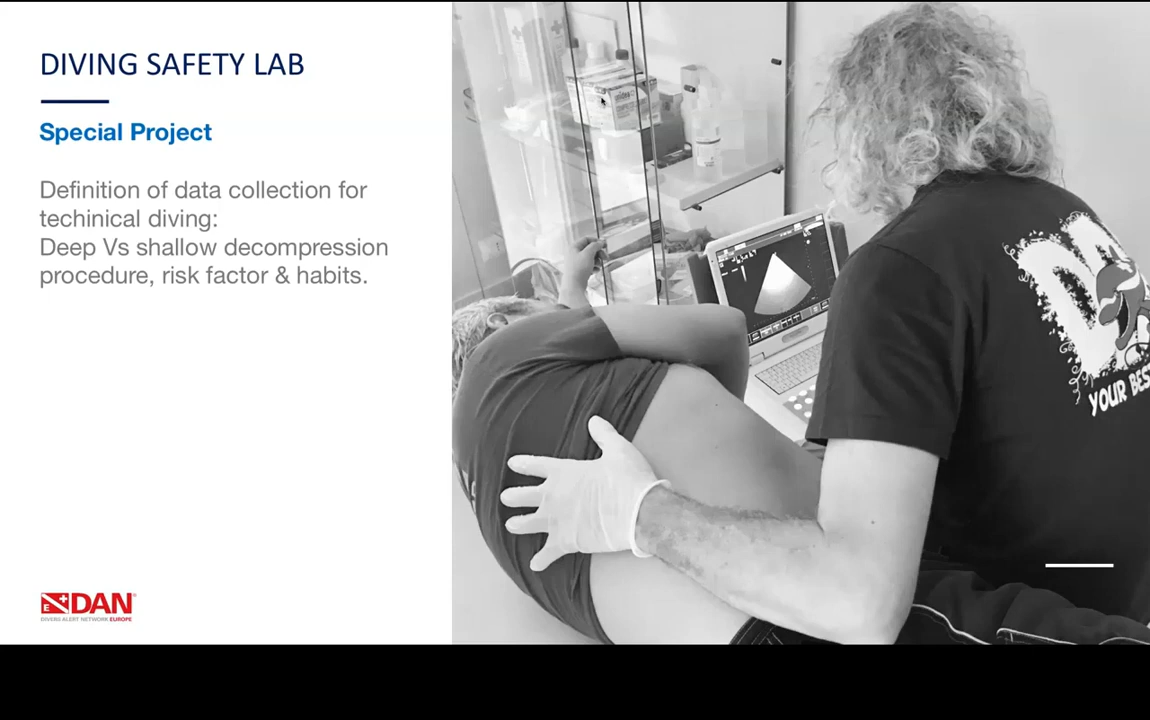 DIVING SAFETY LAB
Special Project
Definition of data collection for
techinical diving:
Deep Vs shallow decompression
procedure, risk factor & habits.
YOUR BES
E DAN
DIVERS ALERT NETWORK EUROPE